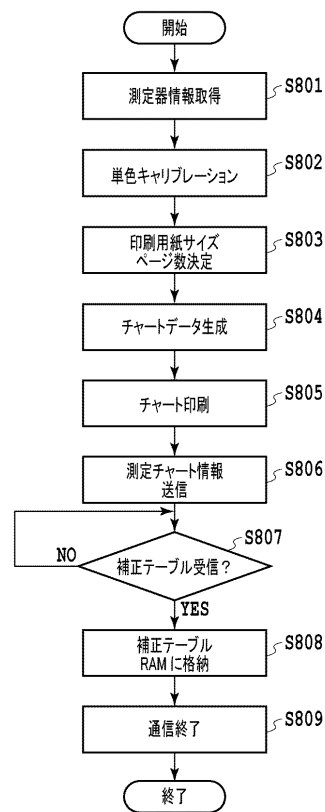 開始
測定器情報取得
S801
単色キャリブレーション
S802
印刷用紙サイズ
ページ数決定
S803
チャートデータ生成
S804
チャート印刷
S805
測定チャート情報
送信
S806
補正テーブル受信?
S807
NO
YES
補正テーブル
RAMに格納
S808
通信終了
S809
終了